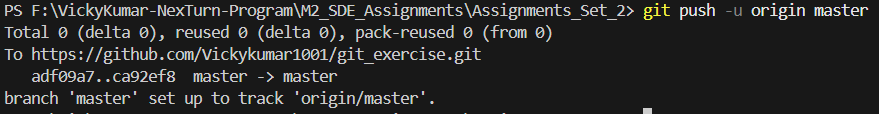 PS F:\VickyKumar-NexTurn-Program\M2_SDE_Assignments\Assignments_Set_2> git push -u origin master
Total 0 (delta 0), reused 0 (delta 0), pack-reused 0 (from 0)
To https://github.com/Vickykumar1001/git_exercise.git
   adf09a7..ca92ef8  master -> master
branch 'master' set up to track 'origin/master'.